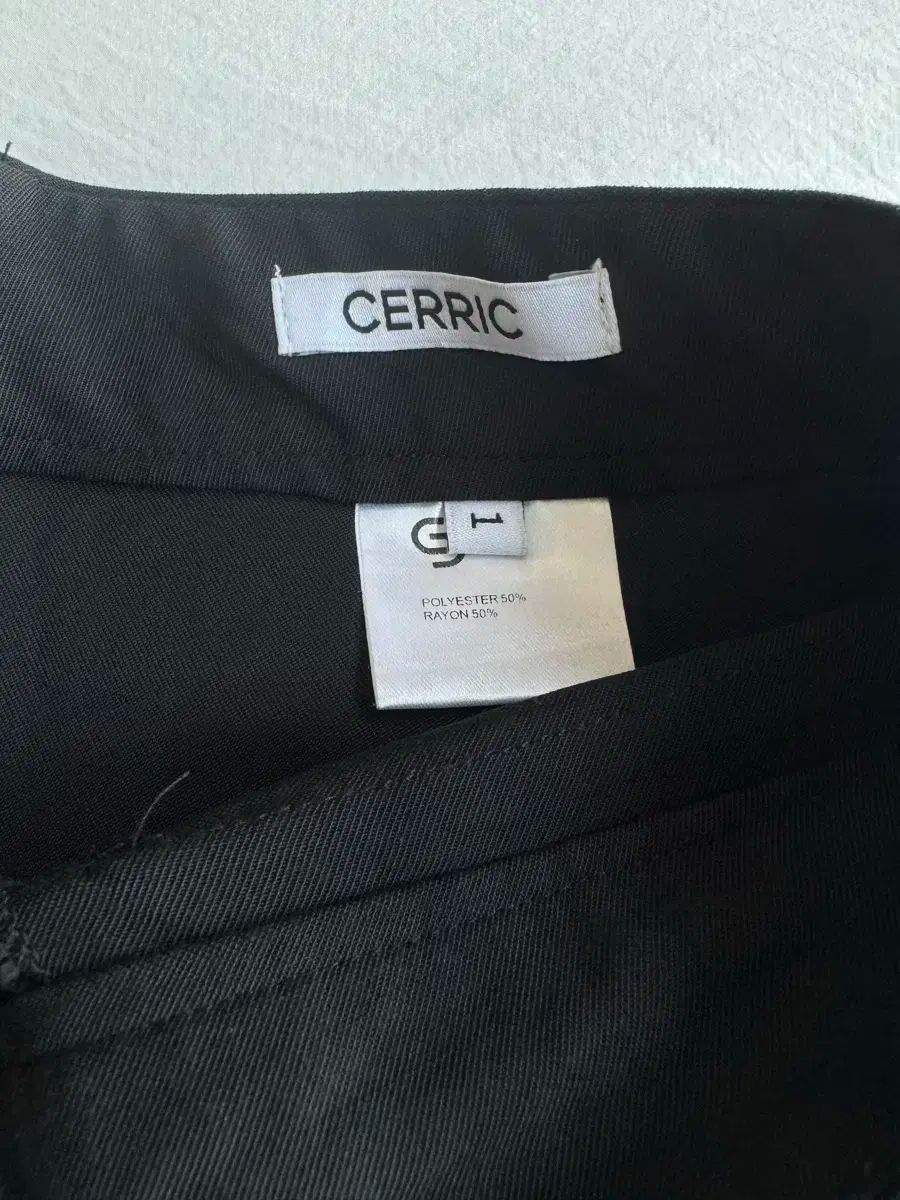 CERRIC
1
POLYESTER 50%
RAYON 50%